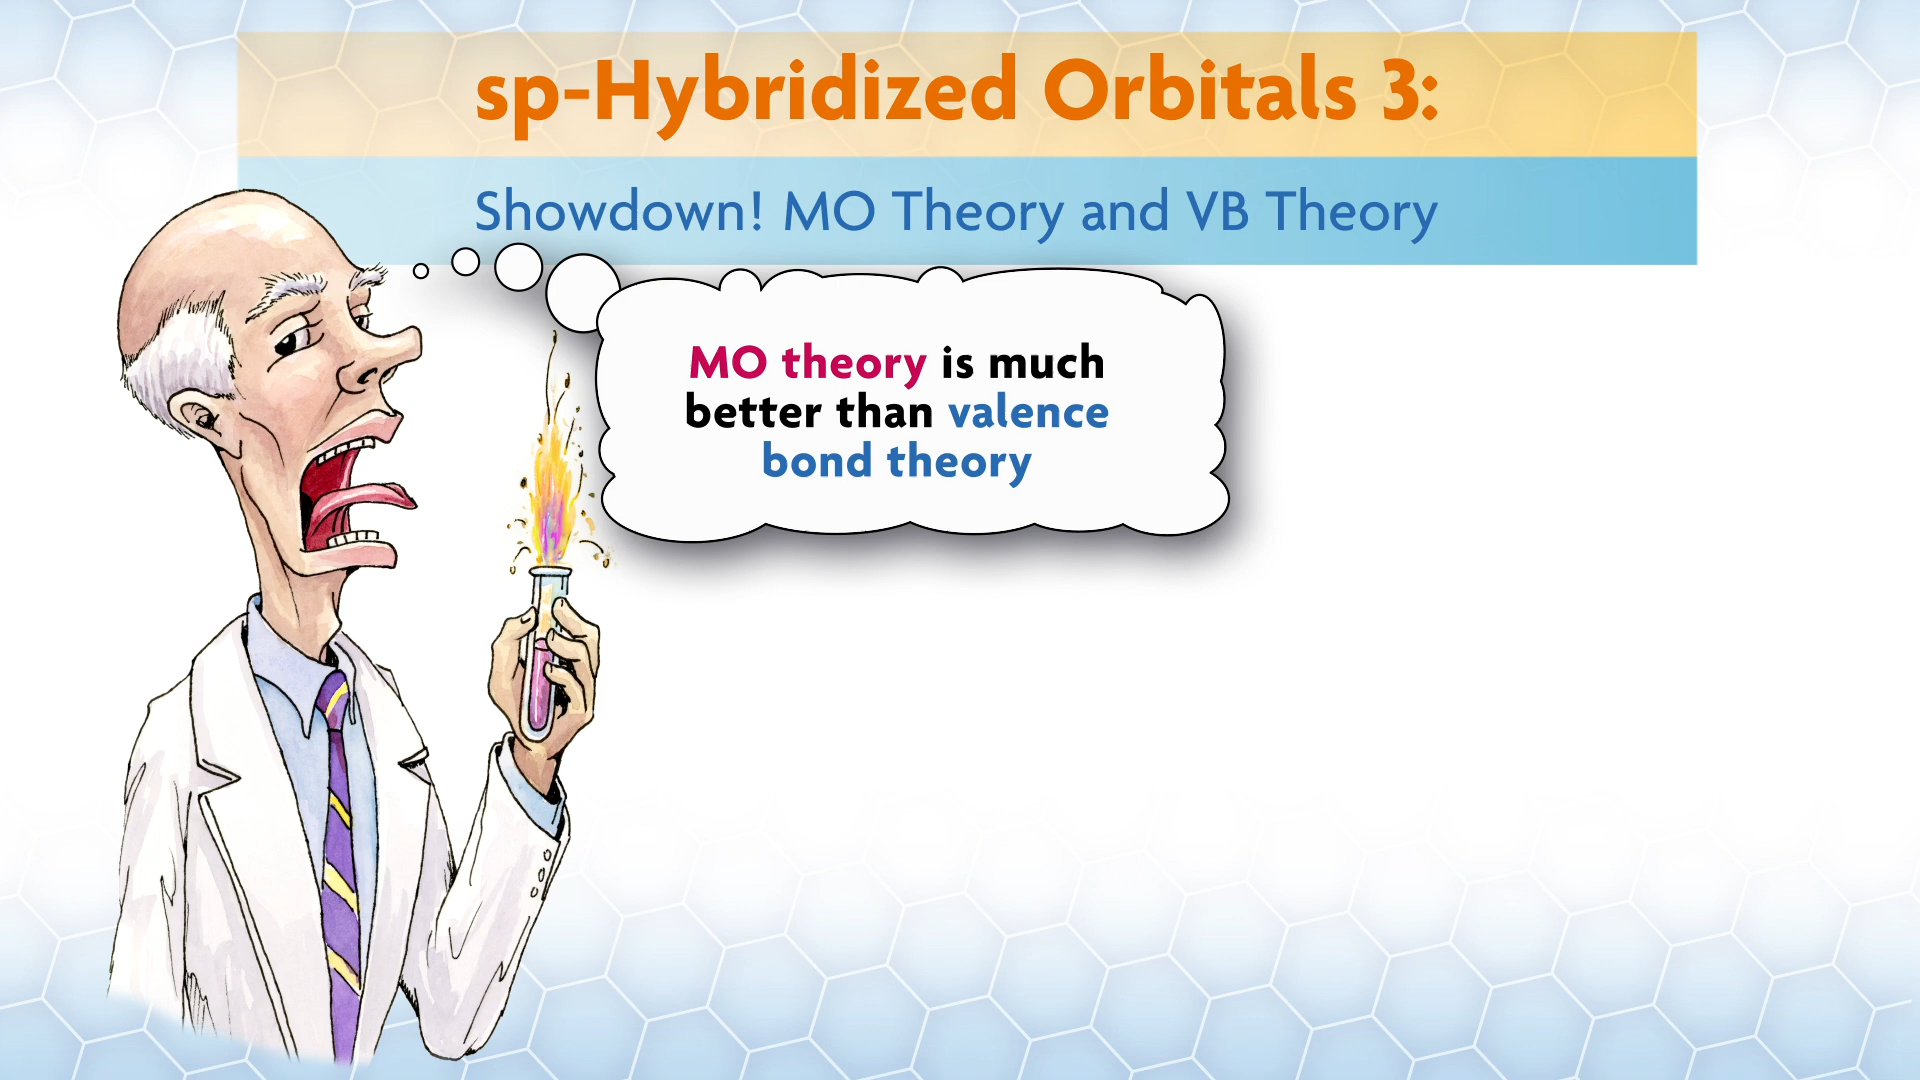 sp-Hybridized Orbitals 3:
Showdown! MO Theory and VB Theory
MO theory is much
better than valence
bond theory